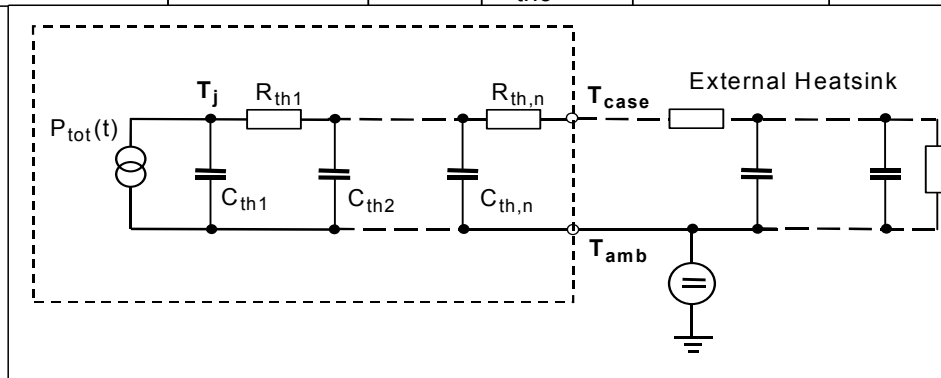 External Heatsink
T_j R_th1 R_th,n T_case
P_tot(t)
C_th1 C_th2 C_th,n
T_amb